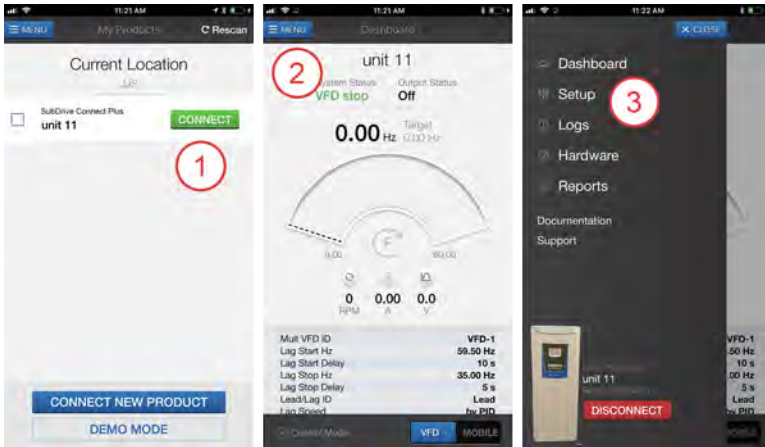 11:21 AM
MENU
My Products
Rescan
Current Location
SubDrive Connect Plus
unit 11
CONNECT
1
CONNECT NEW PRODUCT
DEMO MODE
11:21 AM
MENU
Dashboard
unit 11
2
System Status
Output Status
VFD stop
Off
0.00 Hz
Target
0.00 Hz
0.00
F
60.00
0
0.00
0.0
RPM
A
V
Mult VFD ID VFD-1
Lag Start Hz 59.50 Hz
Lag Start Delay 10 s
Lag Stop Hz 35.00 Hz
Lag Stop Delay 5 s
Lead/Lag ID Lead
Lag Speed by PID
Control Mode
VFD
MOBILE
11:22 AM
X CLOSE
Dashboard
Setup
3
Logs
Hardware
Reports
Documentation
Support
VFD-1
.50 Hz
10 s
.00 Hz
5 s
Lead
by PID
unit 11
DISCONNECT